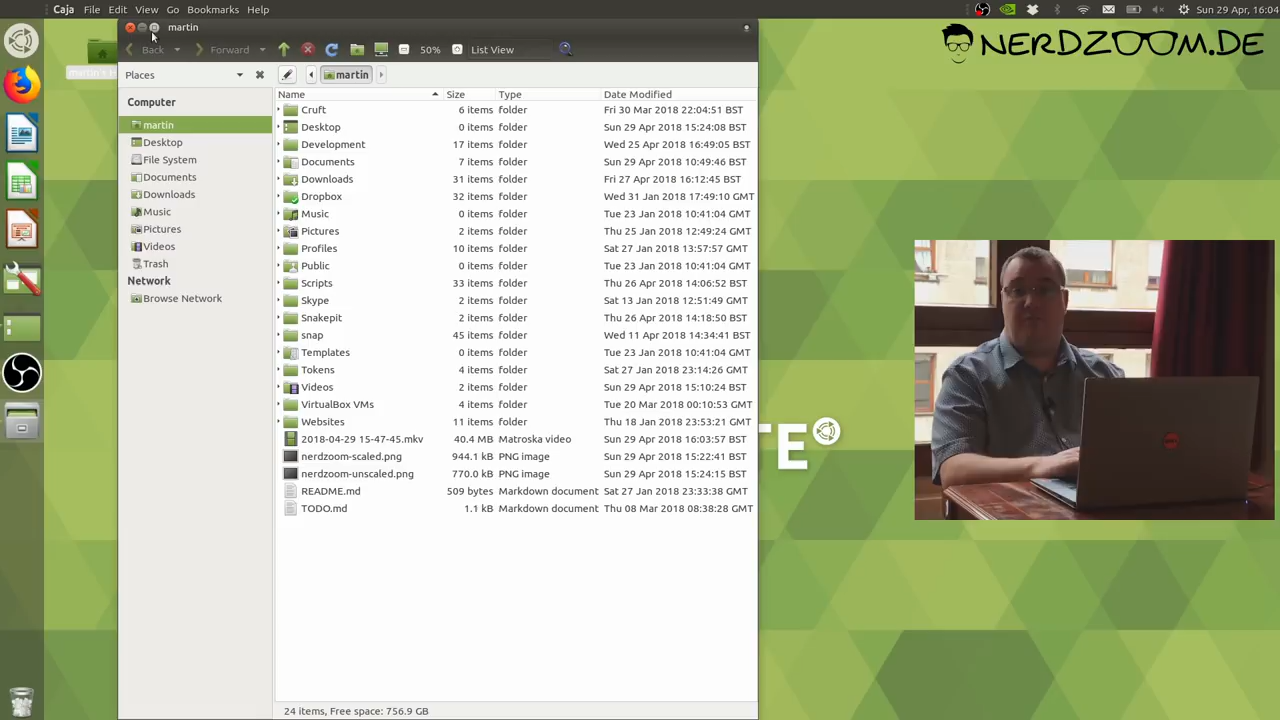 Caja File Edit View Go Bookmarks Help
Sun 29 Apr, 16:04
martin
Back Forward 50% List View
NERDZOOM.DE
Places martin
Name Size Type Date Modified
Computer
martin
Desktop
File System
Documents
Downloads
Music
Pictures
Videos
Trash
Network
Browse Network
Cruft 6 items folder Fri 30 Mar 2018 22:04:51 BST
Desktop 0 items folder Sun 29 Apr 2018 15:24:08 BST
Development 17 items folder Wed 25 Apr 2018 16:49:05 BST
Documents 7 items folder Sun 29 Apr 2018 10:49:46 BST
Downloads 31 items folder Fri 27 Apr 2018 16:12:45 BST
Dropbox 32 items folder Wed 31 Jan 2018 17:49:10 GMT
Music 0 items folder Tue 23 Jan 2018 10:41:04 GMT
Pictures 2 items folder Thu 25 Jan 2018 12:49:24 GMT
Profiles 10 items folder Sat 27 Jan 2018 13:57:57 GMT
Public 0 items folder Tue 23 Jan 2018 10:41:04 GMT
Scripts 33 items folder Thu 26 Apr 2018 14:06:52 BST
Skype 2 items folder Sat 13 Jan 2018 12:51:49 GMT
Snakepit 2 items folder Thu 26 Apr 2018 14:18:50 BST
snap 45 items folder Wed 11 Apr 2018 14:34:41 BST
Templates 0 items folder Tue 23 Jan 2018 10:41:04 GMT
Tokens 4 items folder Sat 27 Jan 2018 23:14:26 GMT
Videos 2 items folder Sun 29 Apr 2018 15:10:24 BST
VirtualBox VMs 4 items folder Tue 20 Mar 2018 00:10:53 GMT
Websites 11 items folder Thu 18 Jan 2018 23:53:21 GMT
2018-04-29 15-47-45.mkv 40.4 MB Matroska video Sun 29 Apr 2018 16:03:57 BST
nerdzoom-scaled.png 944.1 kB PNG image Sun 29 Apr 2018 15:22:41 BST
nerdzoom-unscaled.png 770.0 kB PNG image Sun 29 Apr 2018 15:24:15 BST
README.md 509 bytes Markdown document Sat 27 Jan 2018 23:33:38 GMT
TODO.md 1.1 kB Markdown document Thu 08 Mar 2018 08:38:28 GMT
TE
24 items, Free space: 756.9 GB